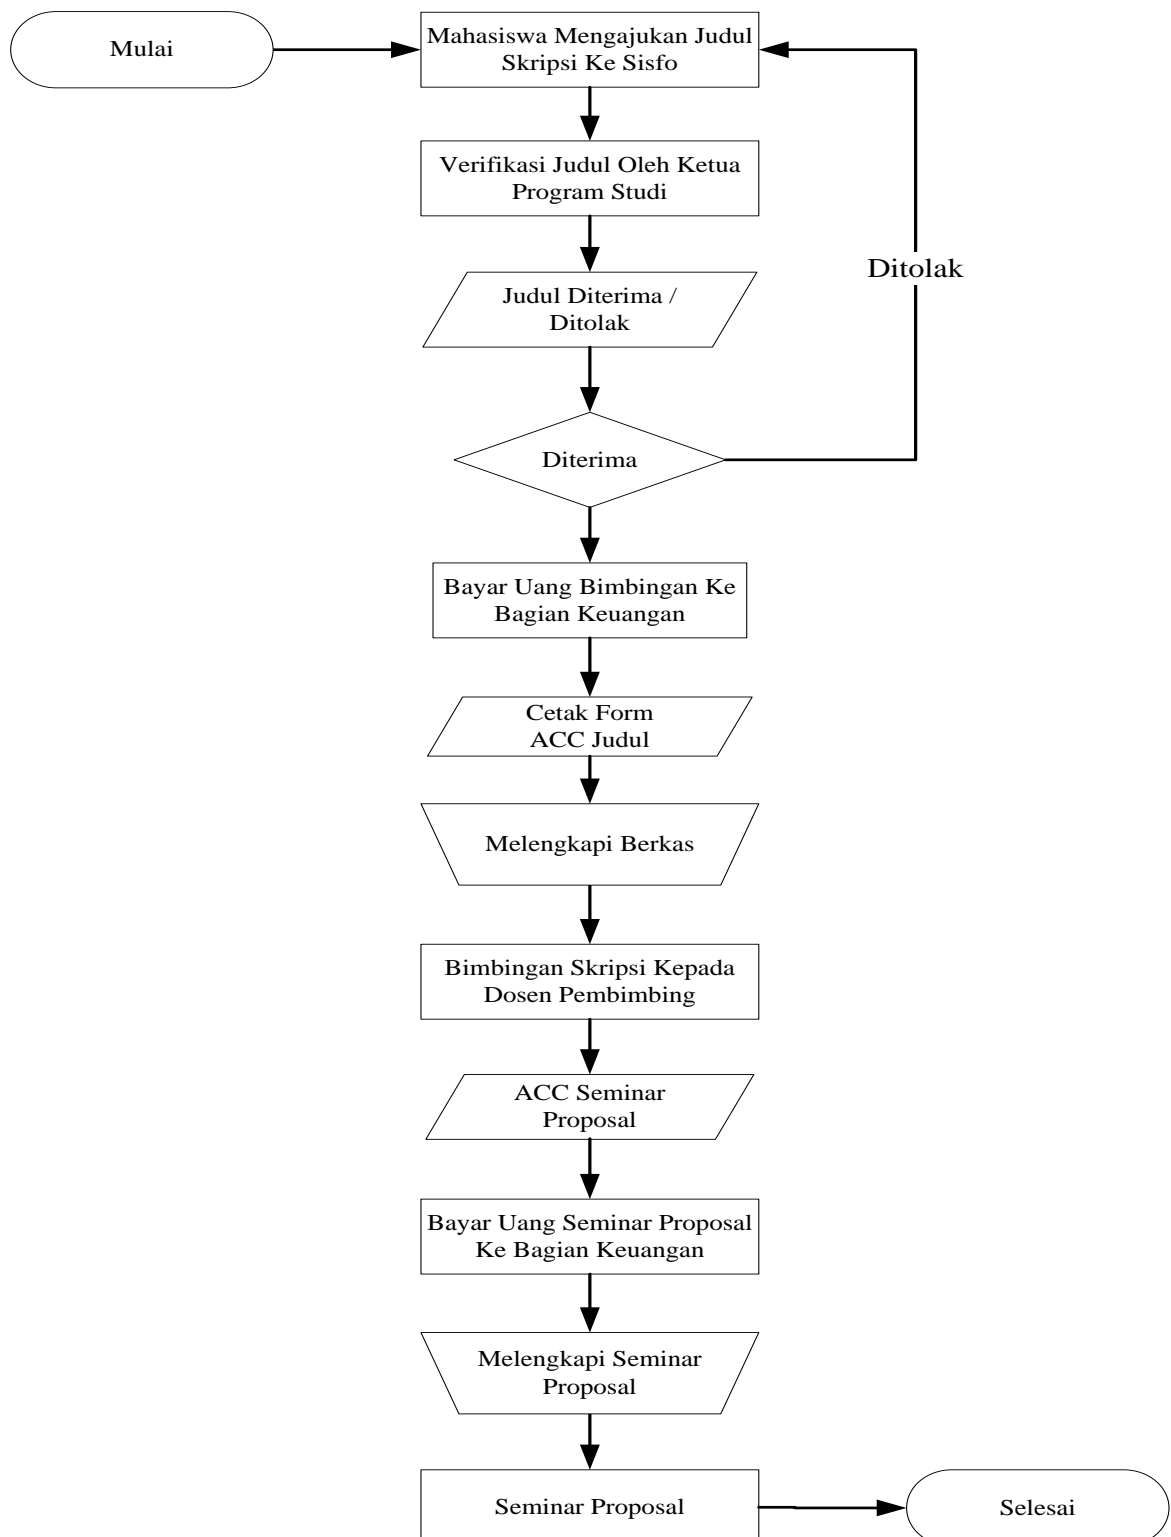 Mulai
Mahasiswa Mengajukan Judul
Skripsi Ke Sisfo
Verifikasi Judul Oleh Ketua
Program Studi
Ditolak
Judul Diterima /
Ditolak
Diterima
Bayar Uang Bimbingan Ke
Bagian Keuangan
Cetak Form
ACC Judul
Melengkapi Berkas
Bimbingan Skripsi Kepada
Dosen Pembimbing
ACC Seminar
Proposal
Bayar Uang Seminar Proposal
Ke Bagian Keuangan
Melengkapi Seminar
Proposal
Seminar Proposal
Selesai